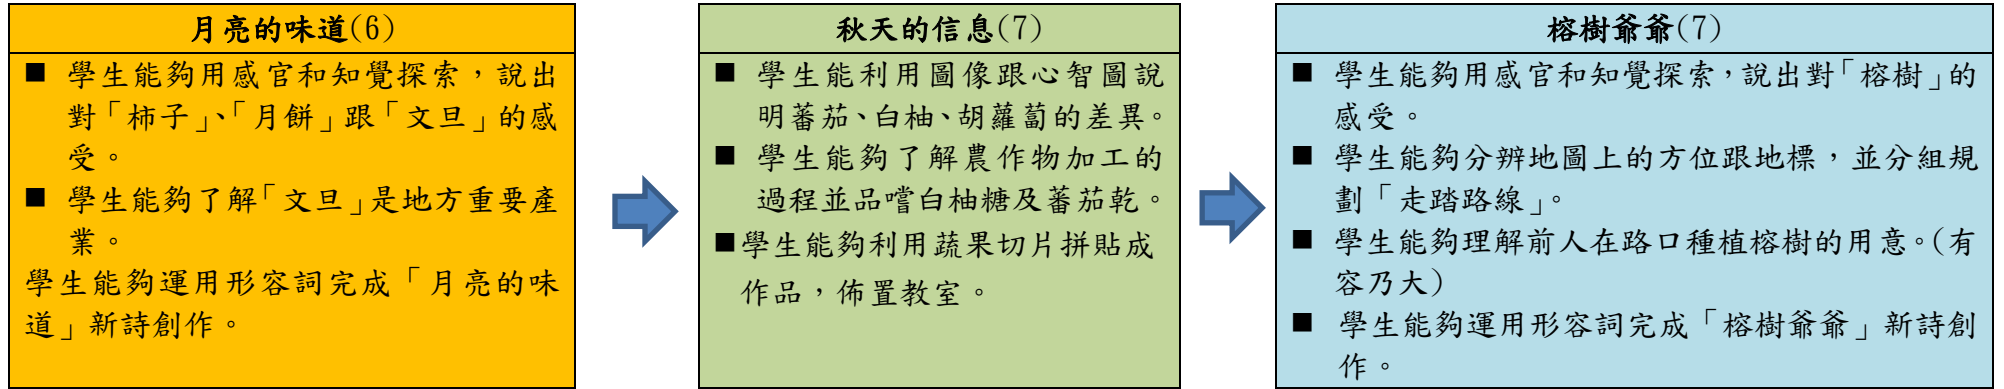 月亮的味道(6)
■ 學生能夠用感官和知覺探索，說出
對「柿子」、「月餅」跟「文旦」的感
受。
■ 學生能夠了解「文旦」是地方重要產
業。
學生能夠運用形容詞完成「月亮的味
道」新詩創作。
秋天的信息(7)
■ 學生能利用圖像跟心智圖說
明蕃茄、白柚、胡蘿蔔的差異。
■ 學生能夠了解農作物加工的
過程並品嚐白柚糖及蕃茄乾。
■學生能夠利用蔬果切片拼貼成
作品，佈置教室。
榕樹爺爺(7)
■ 學生能夠用感官和知覺探索，說出對「榕樹」的
感受。
■ 學生能夠分辨地圖上的方位跟地標，並分組規
劃「走踏路線」。
■ 學生能夠理解前人在路口種植榕樹的用意。(有
容乃大)
■ 學生能夠運用形容詞完成「榕樹爺爺」新詩創
作。